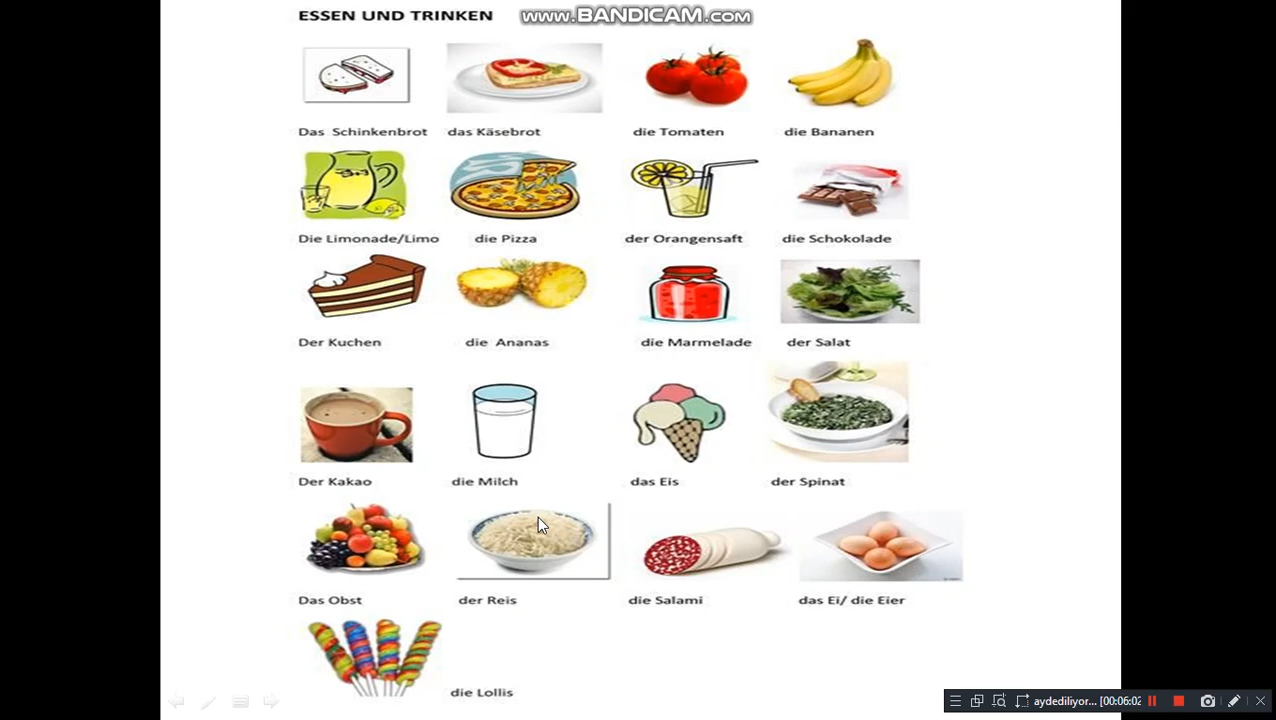 ESSEN UND TRINKEN
www.BANDICAM.com
Das Schinkenbrot das Käsebrot die Tomaten die Bananen
Die Limonade/Limo die Pizza der Orangensaft die Schokolade
Der Kuchen die Ananas die Marmelade der Salat
Der Kakao die Milch das Eis der Spinat
Das Obst der Reis die Salami das Ei/ die Eier
die Lollis
aydediliyor... [00:06:02